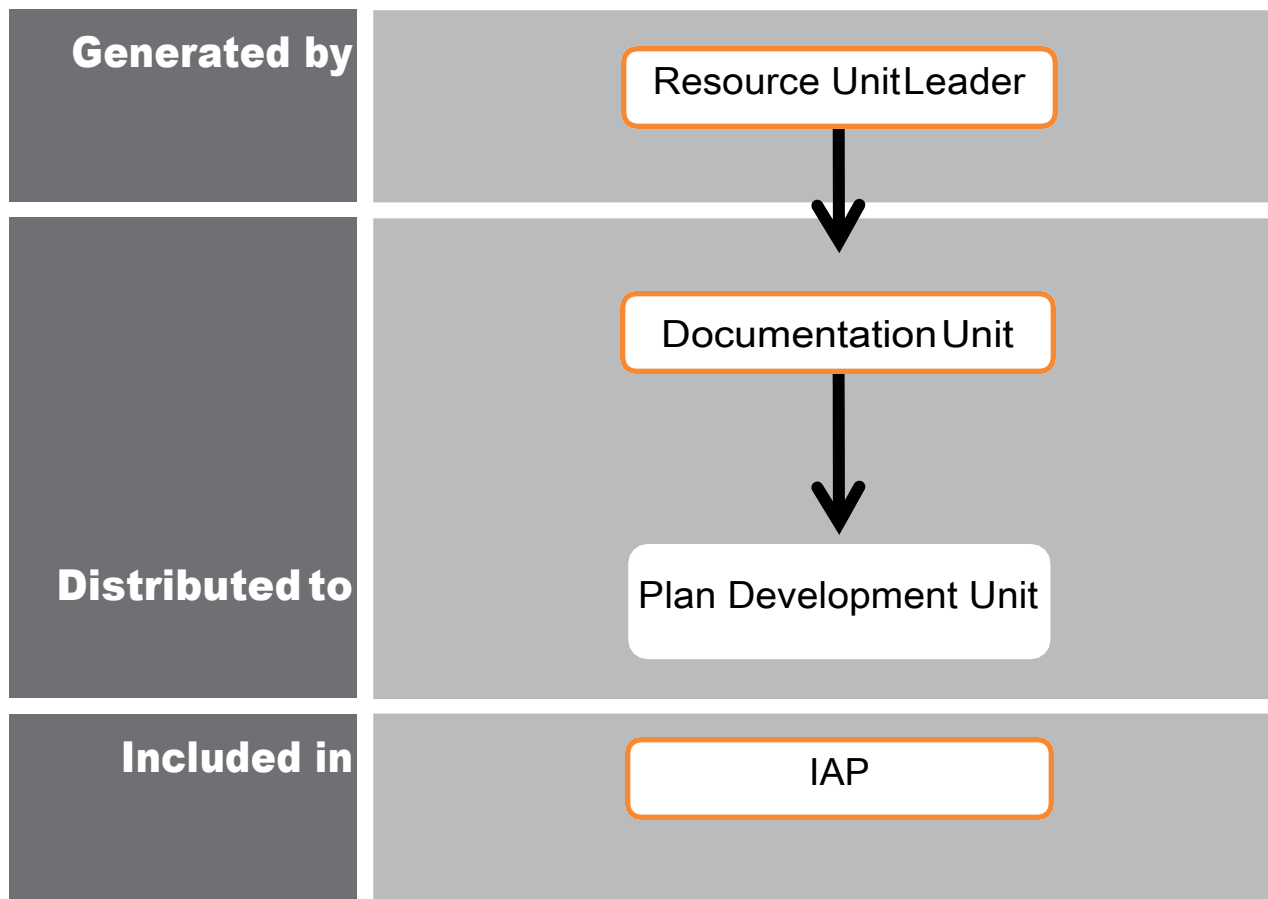 Generated by
Resource UnitLeader
Documentation Unit
Distributed to
Plan Development Unit
Included in
IAP